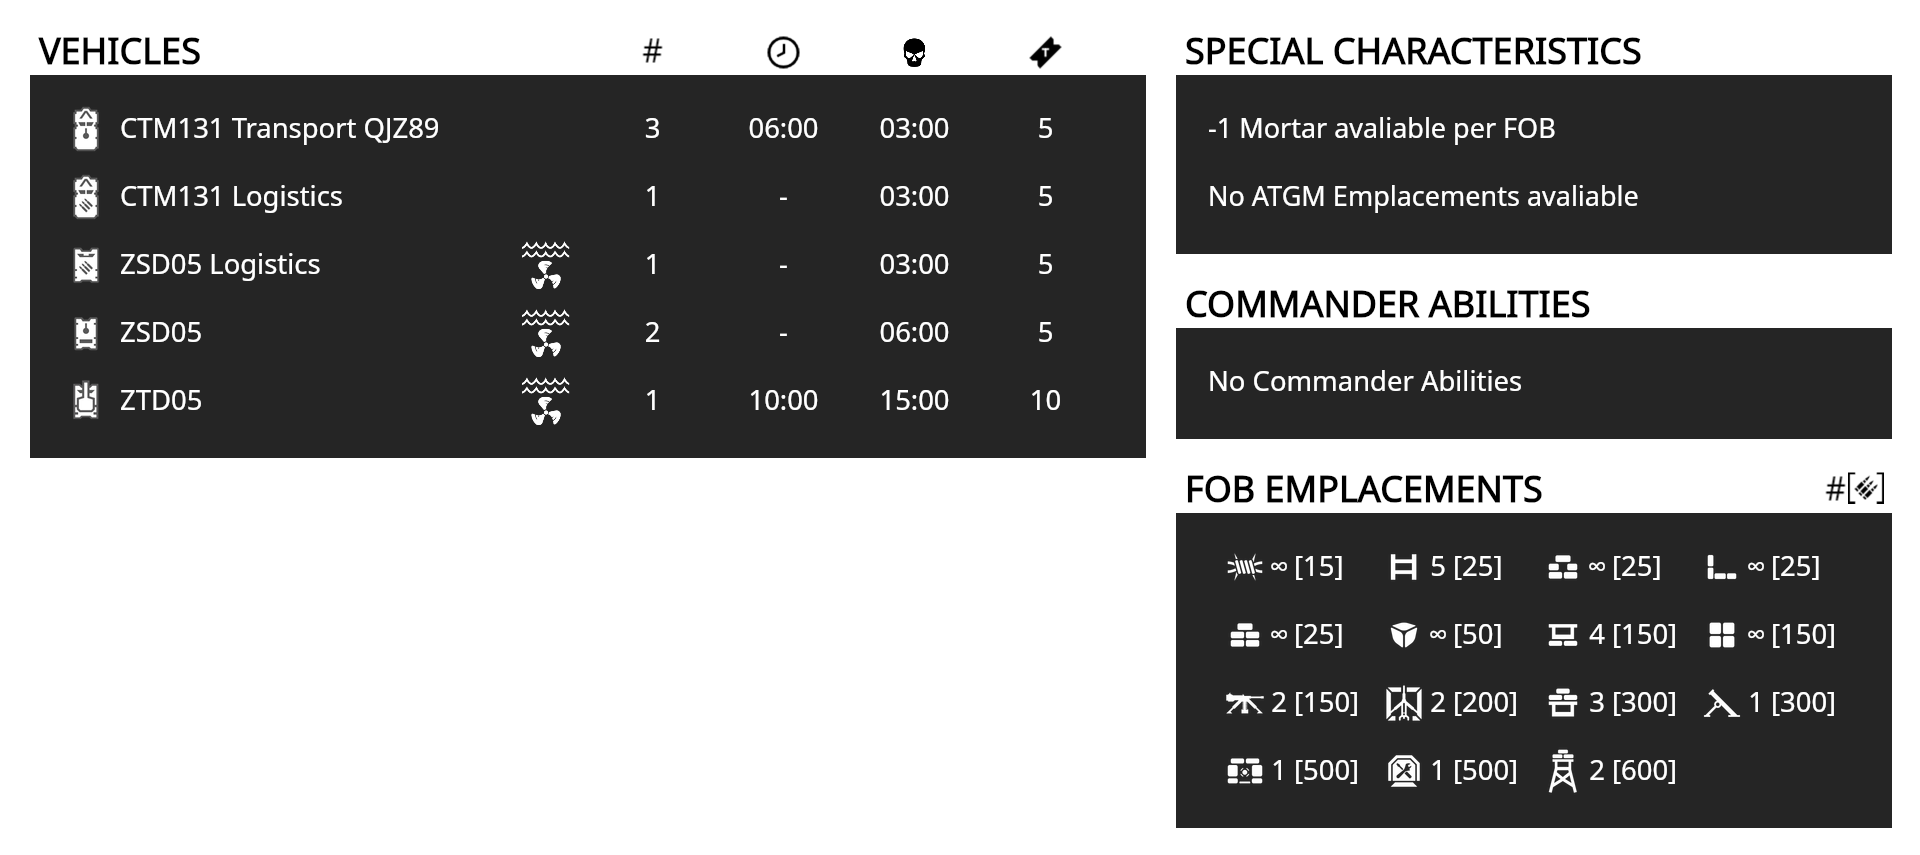 VEHICLES #
CTM131 Transport QJZ89 3 06:00 03:00 5
CTM131 Logistics 1 - 03:00 5
ZSD05 Logistics 1 - 03:00 5
ZSD05 2 - 06:00 5
ZTD05 1 10:00 15:00 10
SPECIAL CHARACTERISTICS
-1 Mortar avaliable per FOB
No ATGM Emplacements avaliable
COMMANDER ABILITIES
No Commander Abilities
FOB EMPLACEMENTS #[]
∞ [15] 5 [25] ∞ [25] ∞ [25]
∞ [25] ∞ [50] 4 [150] ∞ [150]
2 [150] 2 [200] 3 [300] 1 [300]
1 [500] 1 [500] 2 [600]